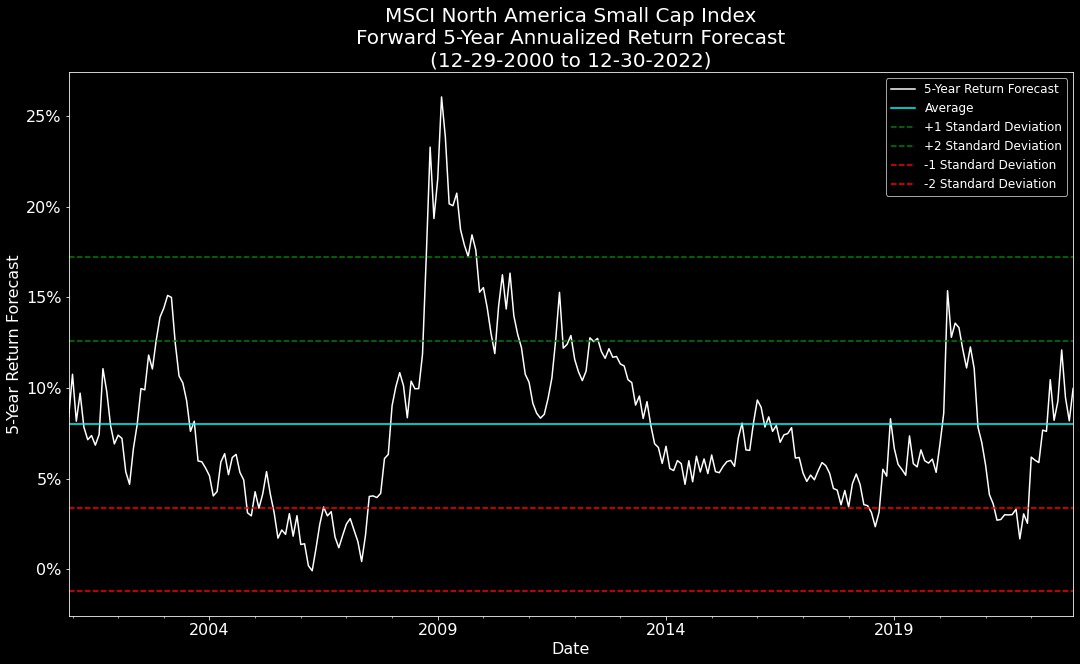 MSCI North America Small Cap Index
Forward 5-Year Annualized Return Forecast
(12-29-2000 to 12-30-2022)
5-Year Return Forecast
Average
+1 Standard Deviation
+2 Standard Deviation
-1 Standard Deviation
-2 Standard Deviation
25%
20%
15%
10%
5%
0%
5-Year Return Forecast
2004
2009
2014
2019
Date